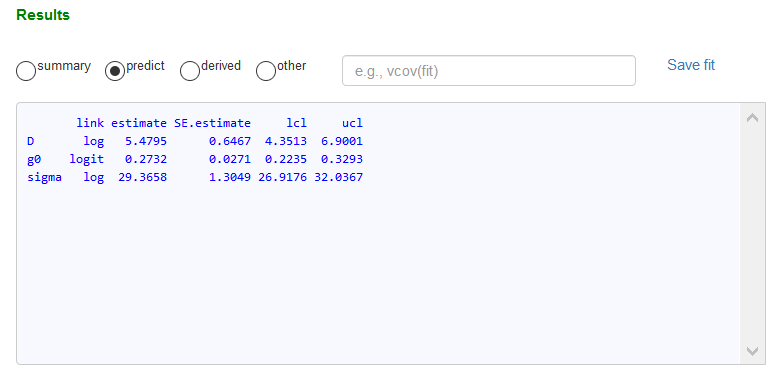 Results
summary predict derived other e.g., vcov(fit) Save fit
link estimate SE.estimate lcl ucl
D log 5.4795 0.6467 4.3513 6.9001
g0 logit 0.2732 0.0271 0.2235 0.3293
sigma log 29.3658 1.3049 26.9176 32.0367